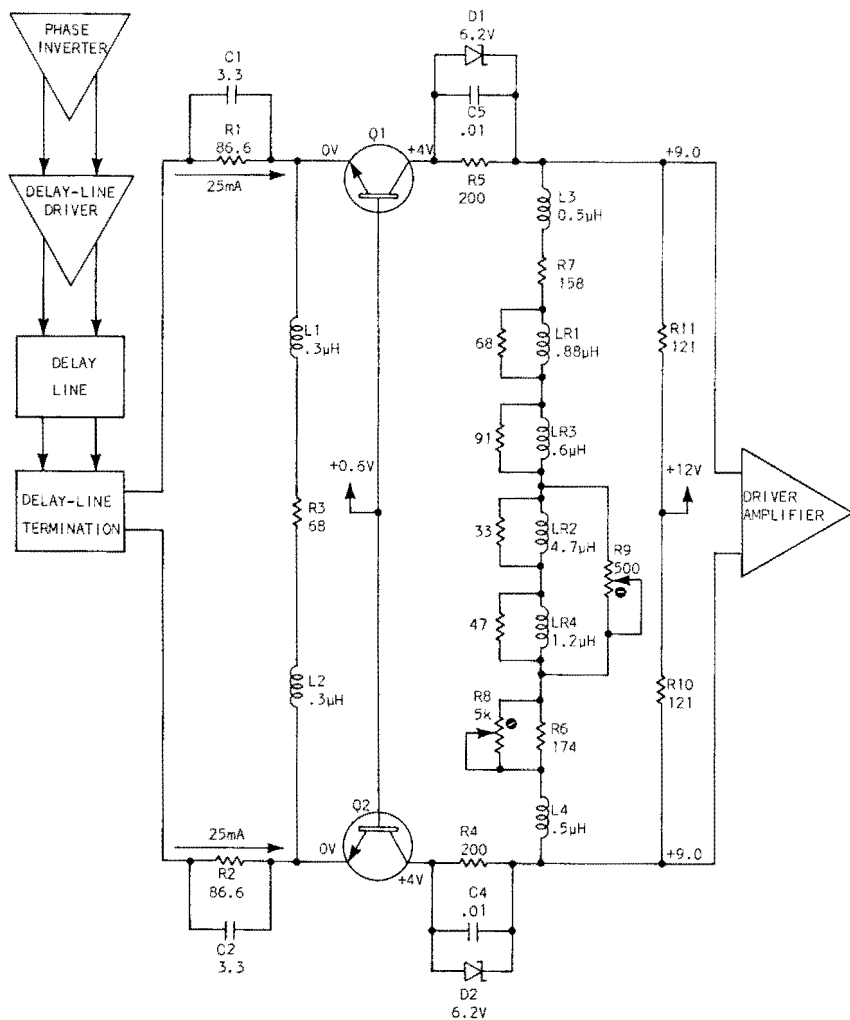 PHASE
INVERTER
DELAY-LINE
DRIVER
DELAY
LINE
DELAY-LINE
TERMINATION
C1
3.3
R1
86.6
25mA
0V
Q1
+4V
D1
6.2V
C5
.01
R5
200
+9.0
L3
0.5µH
R7
158
L1
.3µH
68
LR1
.88µH
R11
121
91
LR3
.6µH
+0.6V
+12V
R3
68
33
LR2
4.7µH
R9
500
DRIVER
AMPLIFIER
47
LR4
1.2µH
L2
.3µH
R8
5k
R6
174
R10
121
L4
.5µH
25mA
R2
86.6
C2
3.3
0V
Q2
+4V
R4
200
+9.0
C4
.01
D2
6.2V